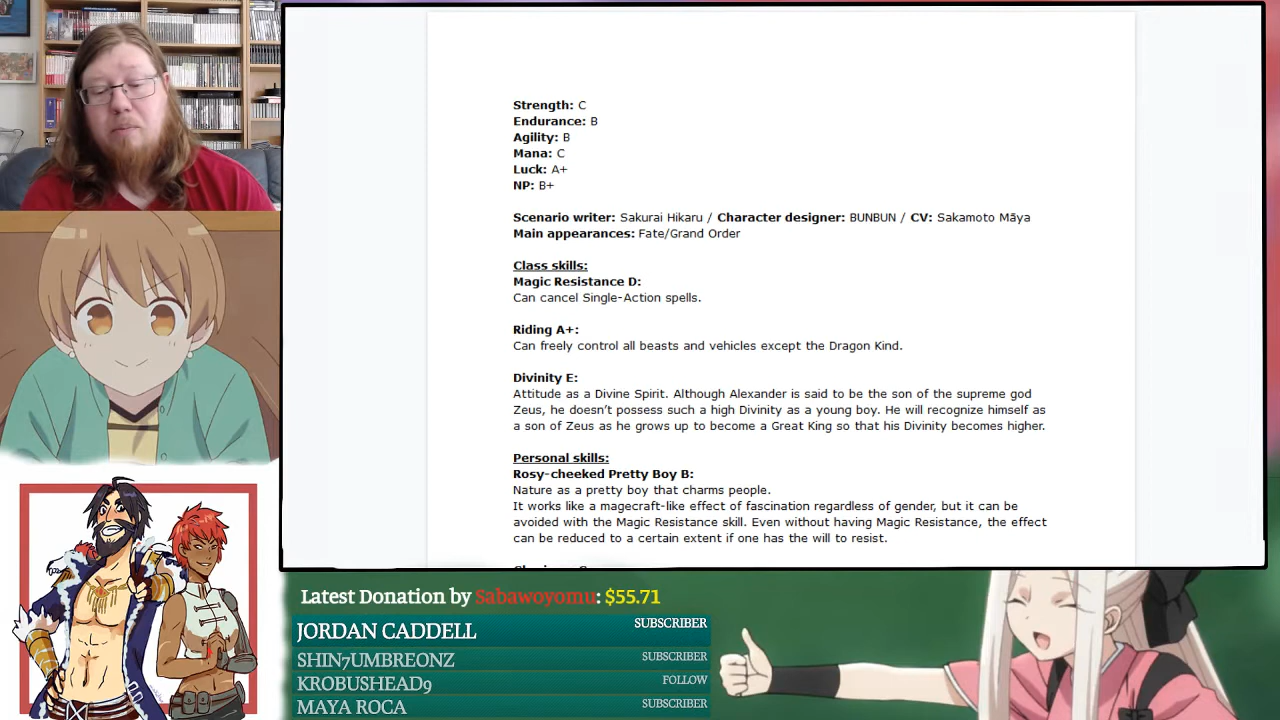 Strength: C
Endurance: B
Agility: B
Mana: C
Luck: A+
NP: B+
Scenario writer: Sakurai Hikaru / Character designer: BUNBUN / CV: Sakamoto Māya
Main appearances: Fate/Grand Order
Class skills:
Magic Resistance D:
Can cancel Single-Action spells.
Riding A+:
Can freely control all beasts and vehicles except the Dragon Kind.
Divinity E:
Attitude as a Divine Spirit. Although Alexander is said to be the son of the supreme god
Zeus, he doesn't possess such a high Divinity as a young boy. He will recognize himself as
a son of Zeus as he grows up to become a Great King so that his Divinity becomes higher.
Personal skills:
Rosy-cheeked Pretty Boy B:
Nature as a pretty boy that charms people.
It works like a magecraft-like effect of fascination regardless of gender, but it can be
avoided with the Magic Resistance skill. Even without having Magic Resistance, the effect
can be reduced to a certain extent if one has the will to resist.
Latest Donation by Sabawoyomu: $55.71
JORDAN CADDELL SUBSCRIBER
SHIN7UMBREONZ SUBSCRIBER
KROBUSHEAD9 FOLLOW
MAYA ROCA SUBSCRIBER